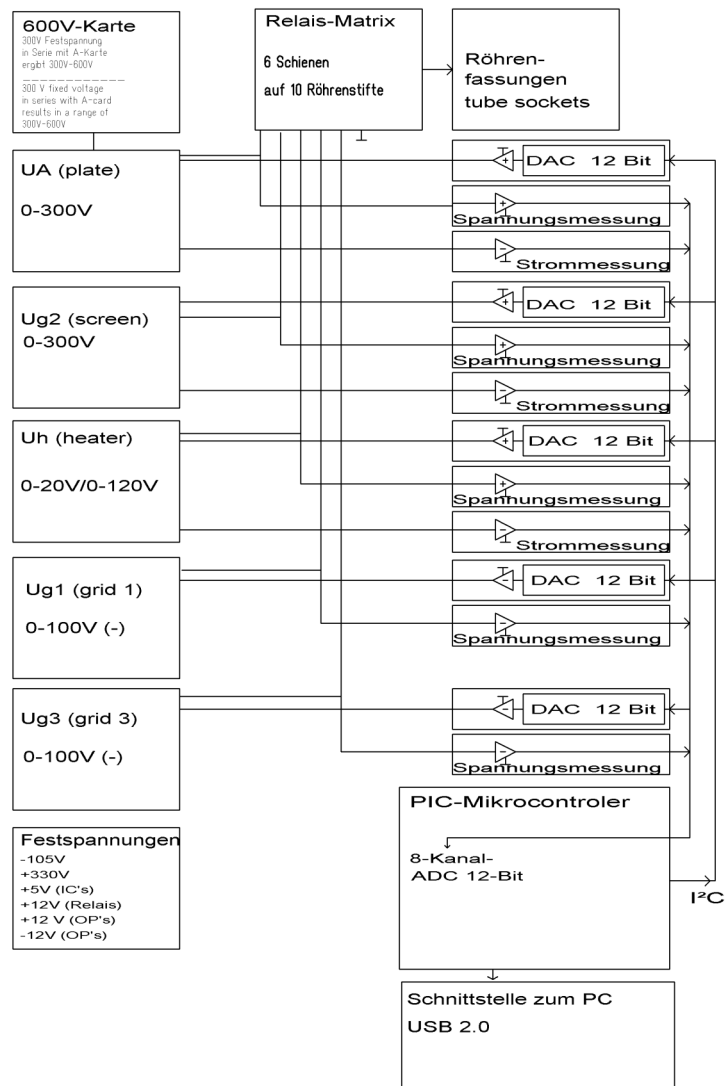 600V-Karte
300V Festspannung
in Serie mit A-Karte
ergibt 300V-600V
300 V fixed voltage
in series with A-card
results in a range of
300V-600V
Relais-Matrix
6 Schienen
auf 10 Röhrenstifte
Röhren-
fassungen
tube sockets
UA (plate)
0-300V
DAC 12 Bit
Spannungsmessung
Strommessung
Ug2 (screen)
0-300V
DAC 12 Bit
Spannungsmessung
Strommessung
Uh (heater)
0-20V/0-120V
DAC 12 Bit
Spannungsmessung
Strommessung
Ug1 (grid 1)
0-100V (-)
DAC 12 Bit
Spannungsmessung
Ug3 (grid 3)
0-100V (-)
DAC 12 Bit
Spannungsmessung
Festspannungen
-105V
+330V
+5V (IC's)
+12V (Relais)
+12 V (OP's)
-12V (OP's)
PIC-Mikrocontroler
8-Kanal-
ADC 12-Bit
I²C
Schnittstelle zum PC
USB 2.0